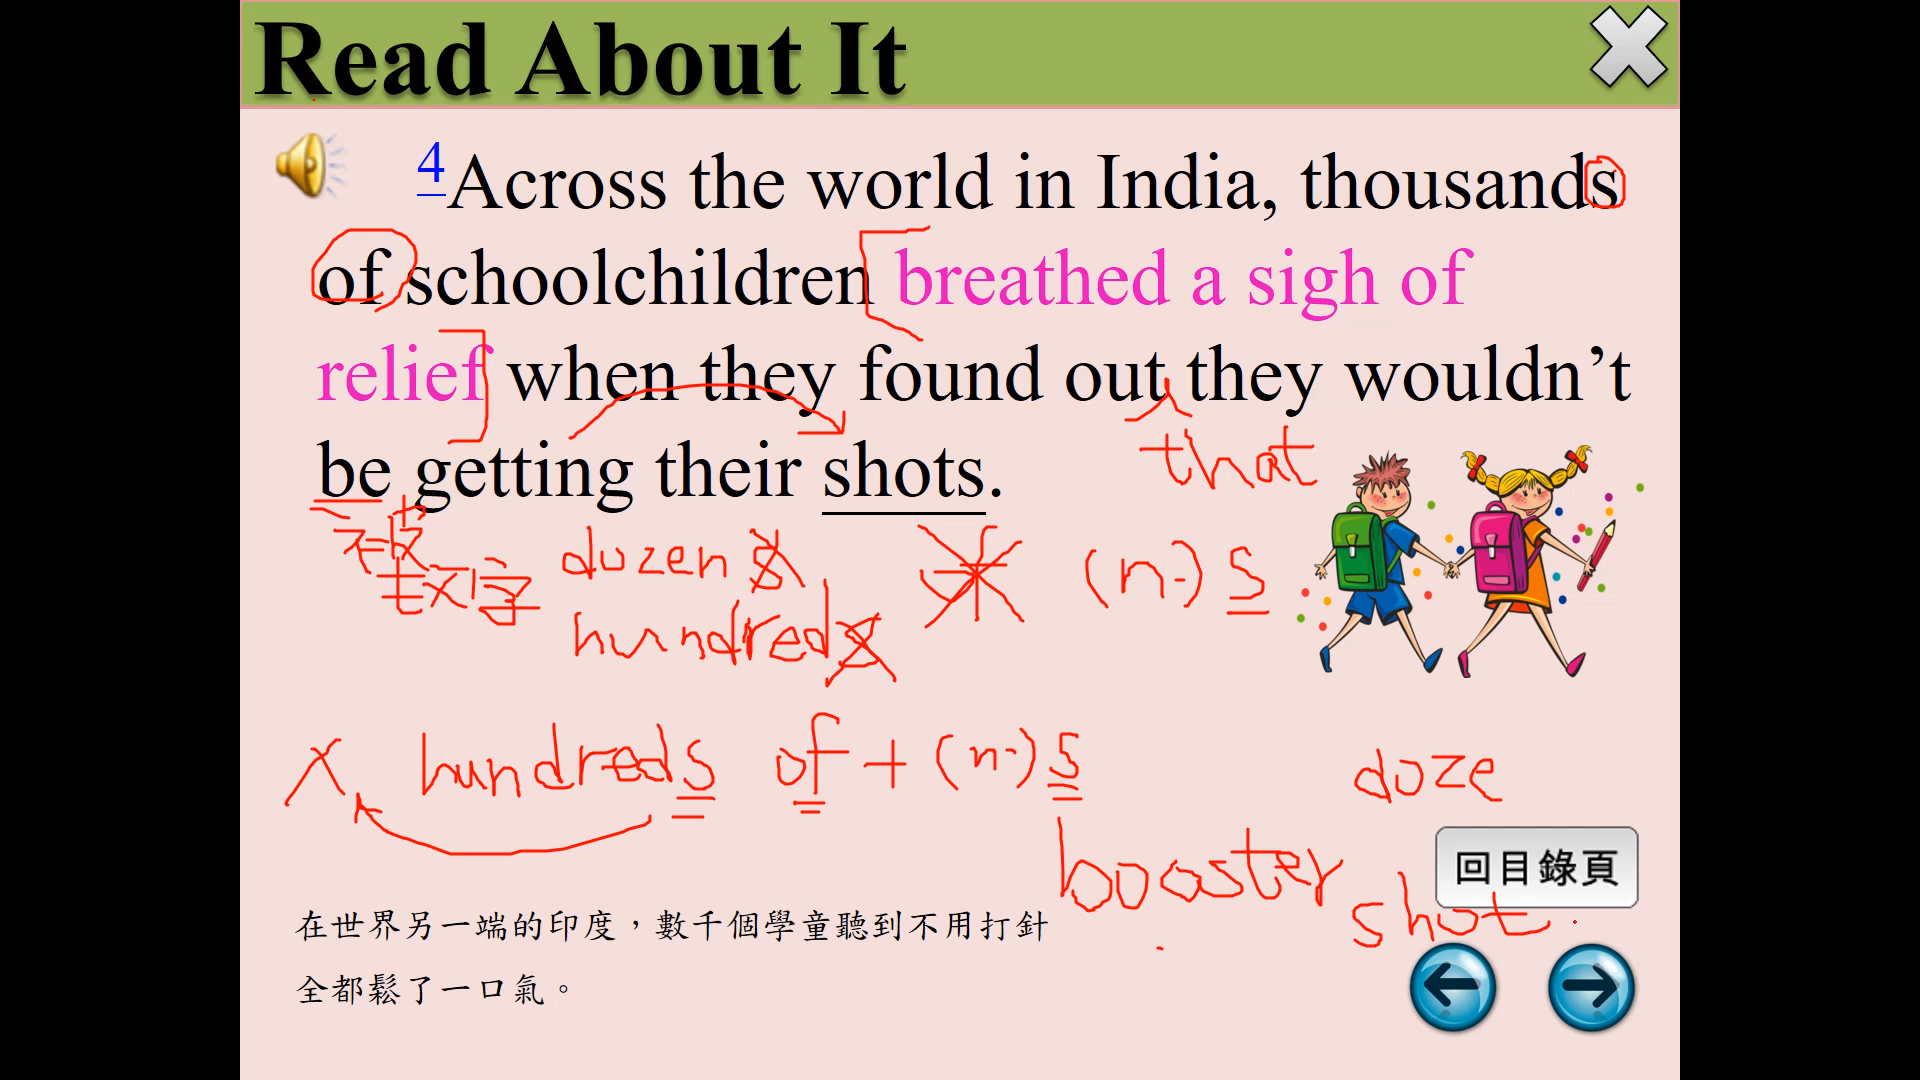 Read About It
4Across the world in India, thousands
of schoolchildren breathed a sigh of
relief when they found out they wouldn't
be getting their shots.
that
dozen s
hundred s
(n.) s
hundreds of + (n.) s
doze
booster shot
回目錄頁
在世界另一端的印度，數千個學童聽到不用打針
全都鬆了一口氣。